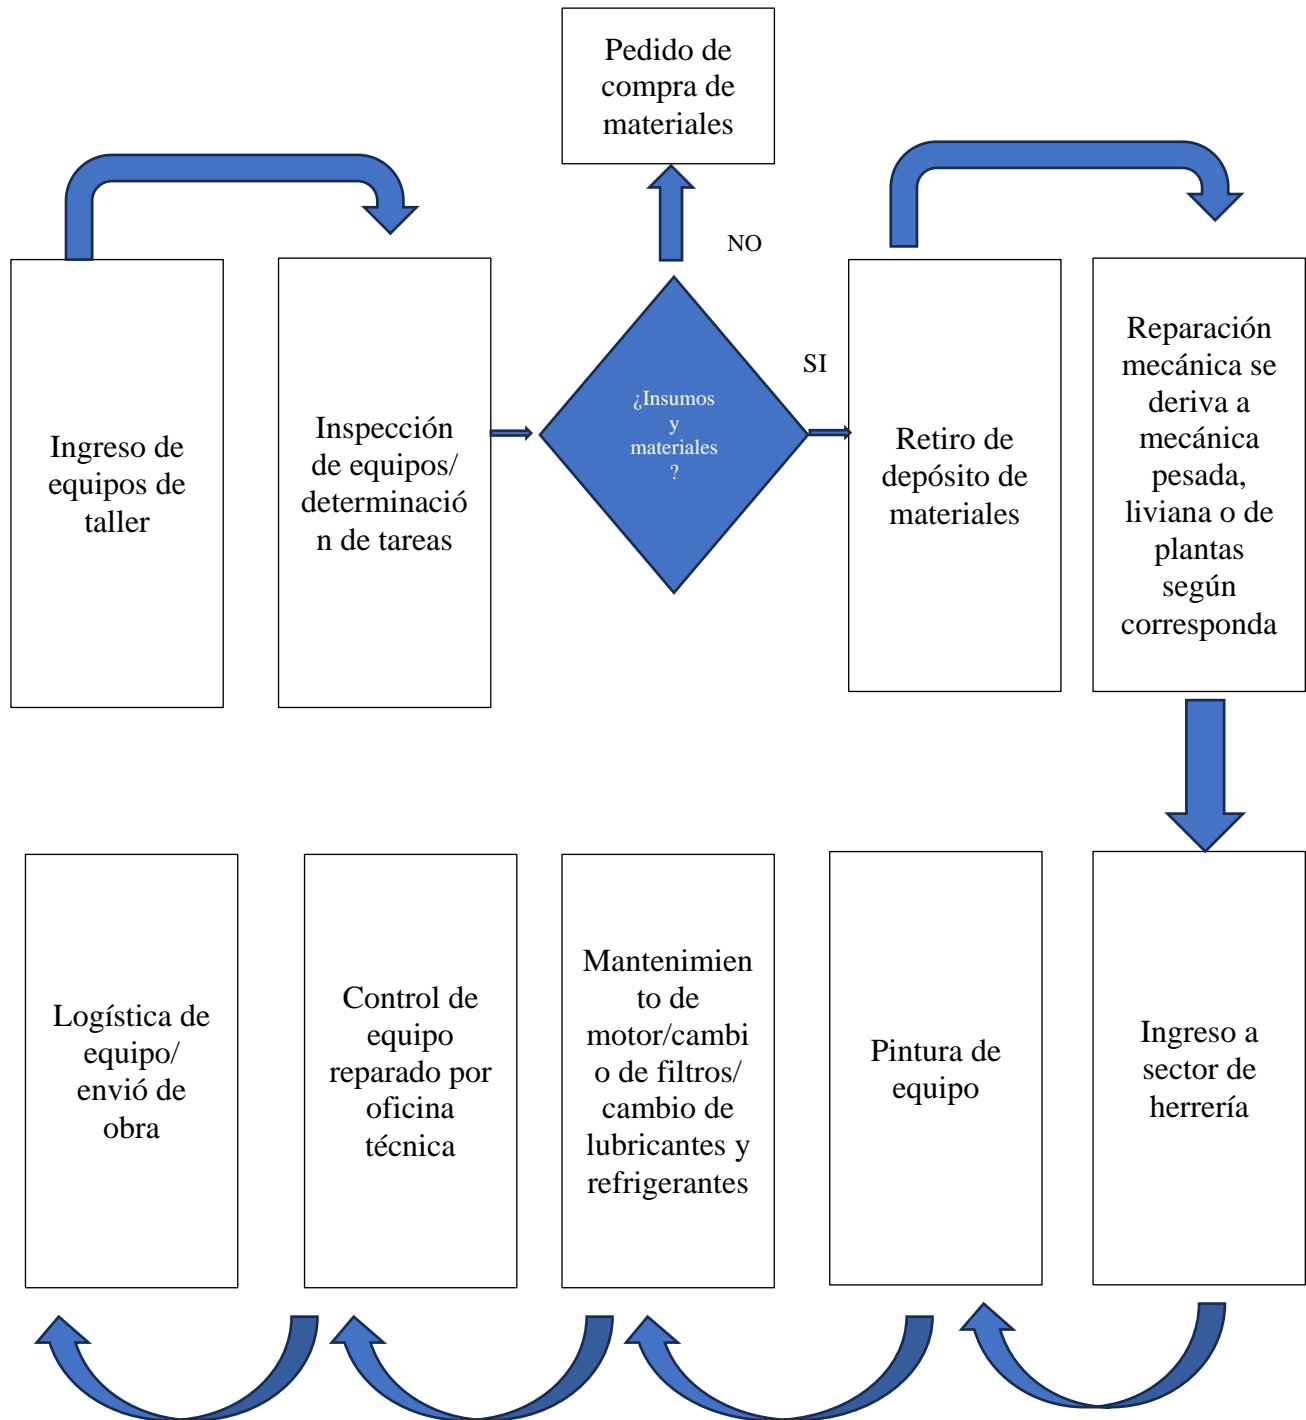 Pedido de
compra de
materiales
NO
SI
Ingreso de
equipos de
taller
Inspección
de equipos/
determinació
n de tareas
¿Insumos
y
materiales
?
Retiro de
depósito de
materiales
Reparación
mecánica se
deriva a
mecánica
pesada,
liviana o de
plantas
según
corresponda
Ingreso a
sector de
herrería
Pintura de
equipo
Mantenimien
to de
motor/cambi
o de filtros/
cambio de
lubricantes y
refrigerantes
Control de
equipo
reparado por
oficina
técnica
Logística de
equipo/
envió de
obra